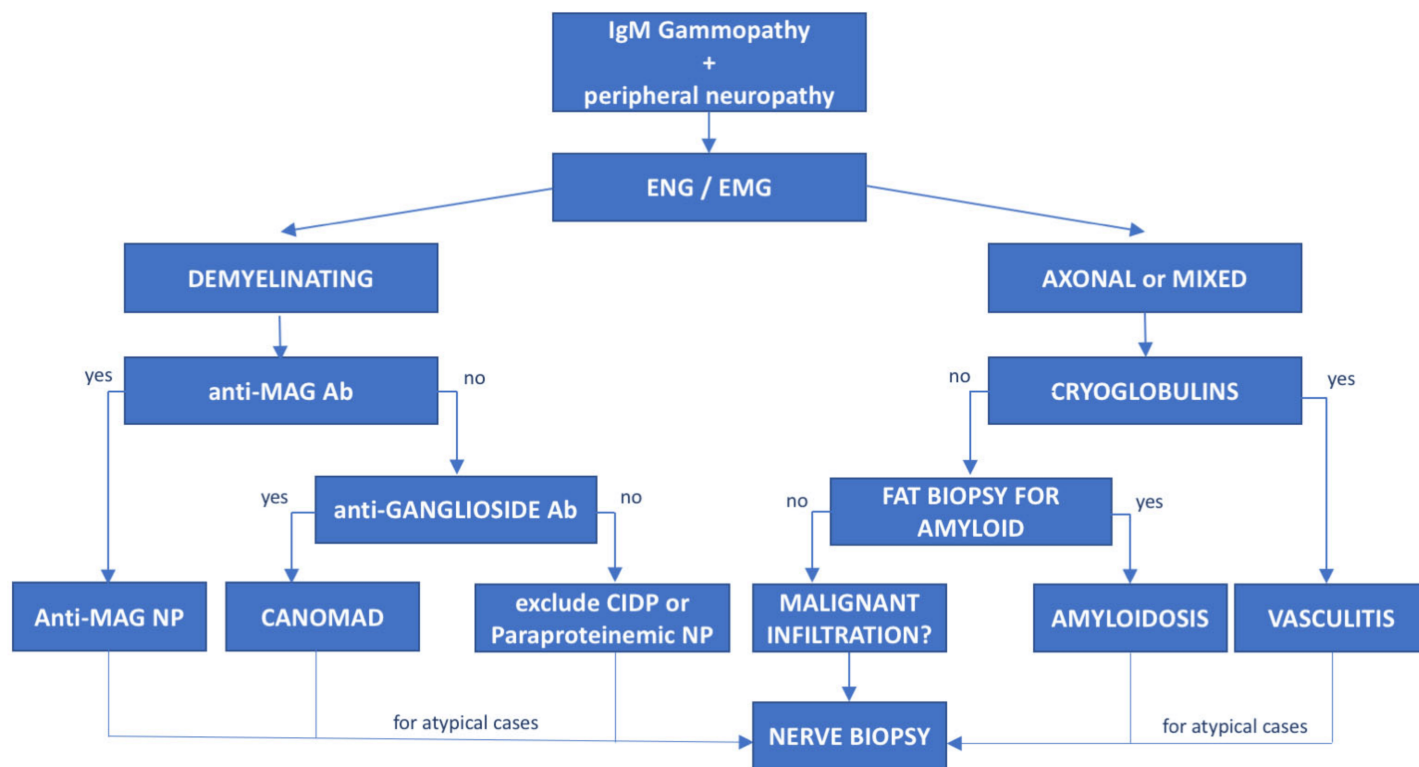 IgM Gammopathy
+
peripheral neuropathy
ENG / EMG
DEMYELINATING
AXONAL or MIXED
yes
anti-MAG Ab
no
no
CRYOGLOBULINS
yes
yes
anti-GANGLIOSIDE Ab
no
no
FAT BIOPSY FOR
AMYLOID
yes
Anti-MAG NP
CANOMAD
exclude CIDP or
Paraproteinemic NP
MALIGNANT
INFILTRATION?
AMYLOIDOSIS
VASCULITIS
for atypical cases
NERVE BIOPSY
for atypical cases